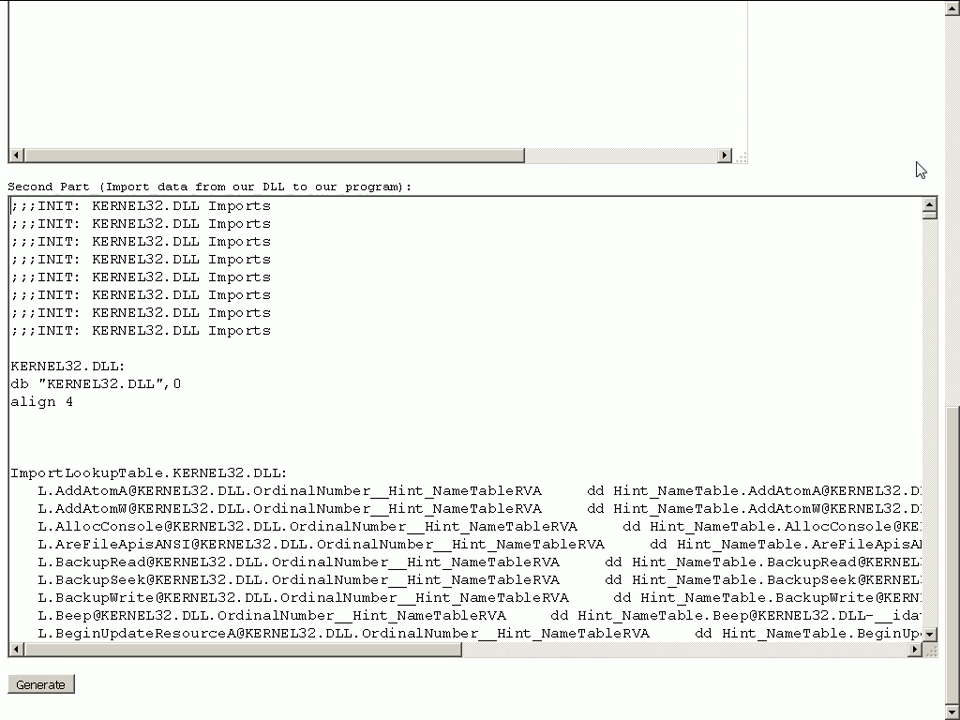 Second Part (Import data from our DLL to our program):
;;;INIT: KERNEL32.DLL Imports
;;;INIT: KERNEL32.DLL Imports
;;;INIT: KERNEL32.DLL Imports
;;;INIT: KERNEL32.DLL Imports
;;;INIT: KERNEL32.DLL Imports
;;;INIT: KERNEL32.DLL Imports
;;;INIT: KERNEL32.DLL Imports
;;;INIT: KERNEL32.DLL Imports
KERNEL32.DLL:
db "KERNEL32.DLL",0
align 4
ImportLookupTable.KERNEL32.DLL:
L.AddAtomA@KERNEL32.DLL.OrdinalNumber__Hint_NameTableRVA dd Hint_NameTable.AddAtomA@KERNEL32.D
L.AddAtomW@KERNEL32.DLL.OrdinalNumber__Hint_NameTableRVA dd Hint_NameTable.AddAtomW@KERNEL32.D
L.AllocConsole@KERNEL32.DLL.OrdinalNumber__Hint_NameTableRVA dd Hint_NameTable.AllocConsole@KE
L.AreFileApisANSI@KERNEL32.DLL.OrdinalNumber__Hint_NameTableRVA dd Hint_NameTable.AreFileApisA
L.BackupRead@KERNEL32.DLL.OrdinalNumber__Hint_NameTableRVA dd Hint_NameTable.BackupRead@KERNEL
L.BackupSeek@KERNEL32.DLL.OrdinalNumber__Hint_NameTableRVA dd Hint_NameTable.BackupSeek@KERNEL
L.BackupWrite@KERNEL32.DLL.OrdinalNumber__Hint_NameTableRVA dd Hint_NameTable.BackupWrite@KERNE
L.Beep@KERNEL32.DLL.OrdinalNumber__Hint_NameTableRVA dd Hint_NameTable.Beep@KERNEL32.DLL-__ida
L.BeginUpdateResourceA@KERNEL32.DLL.OrdinalNumber__Hint_NameTableRVA dd Hint_NameTable.BeginUp
Generate